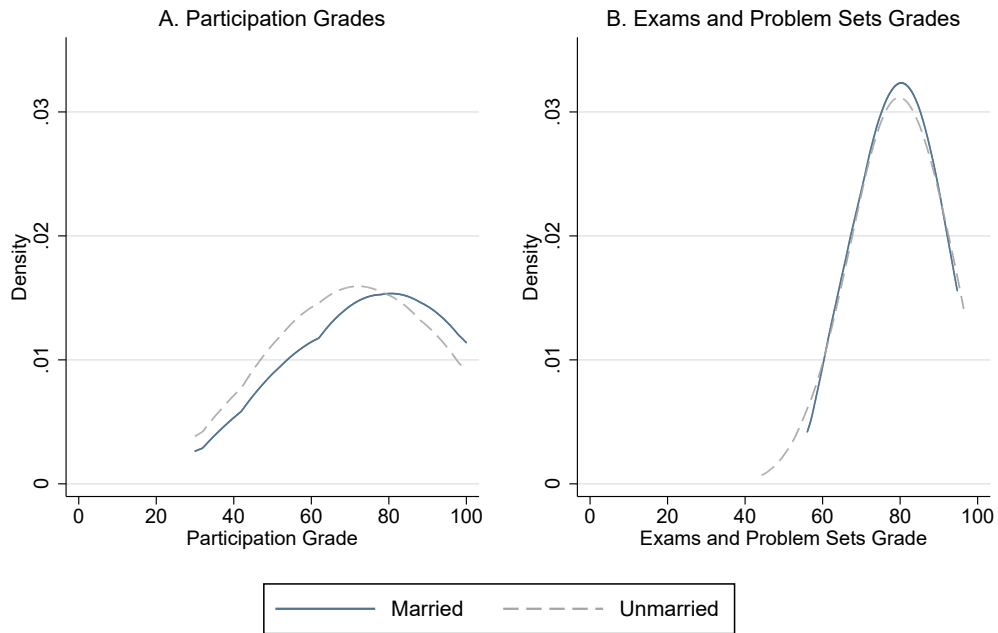 A. Participation Grades
Density
0 .01 .02 .03
0 20 40 60 80 100
Participation Grade
B. Exams and Problem Sets Grades
Density
0 .01 .02 .03
0 20 40 60 80 100
Exams and Problem Sets Grade
Married Unmarried